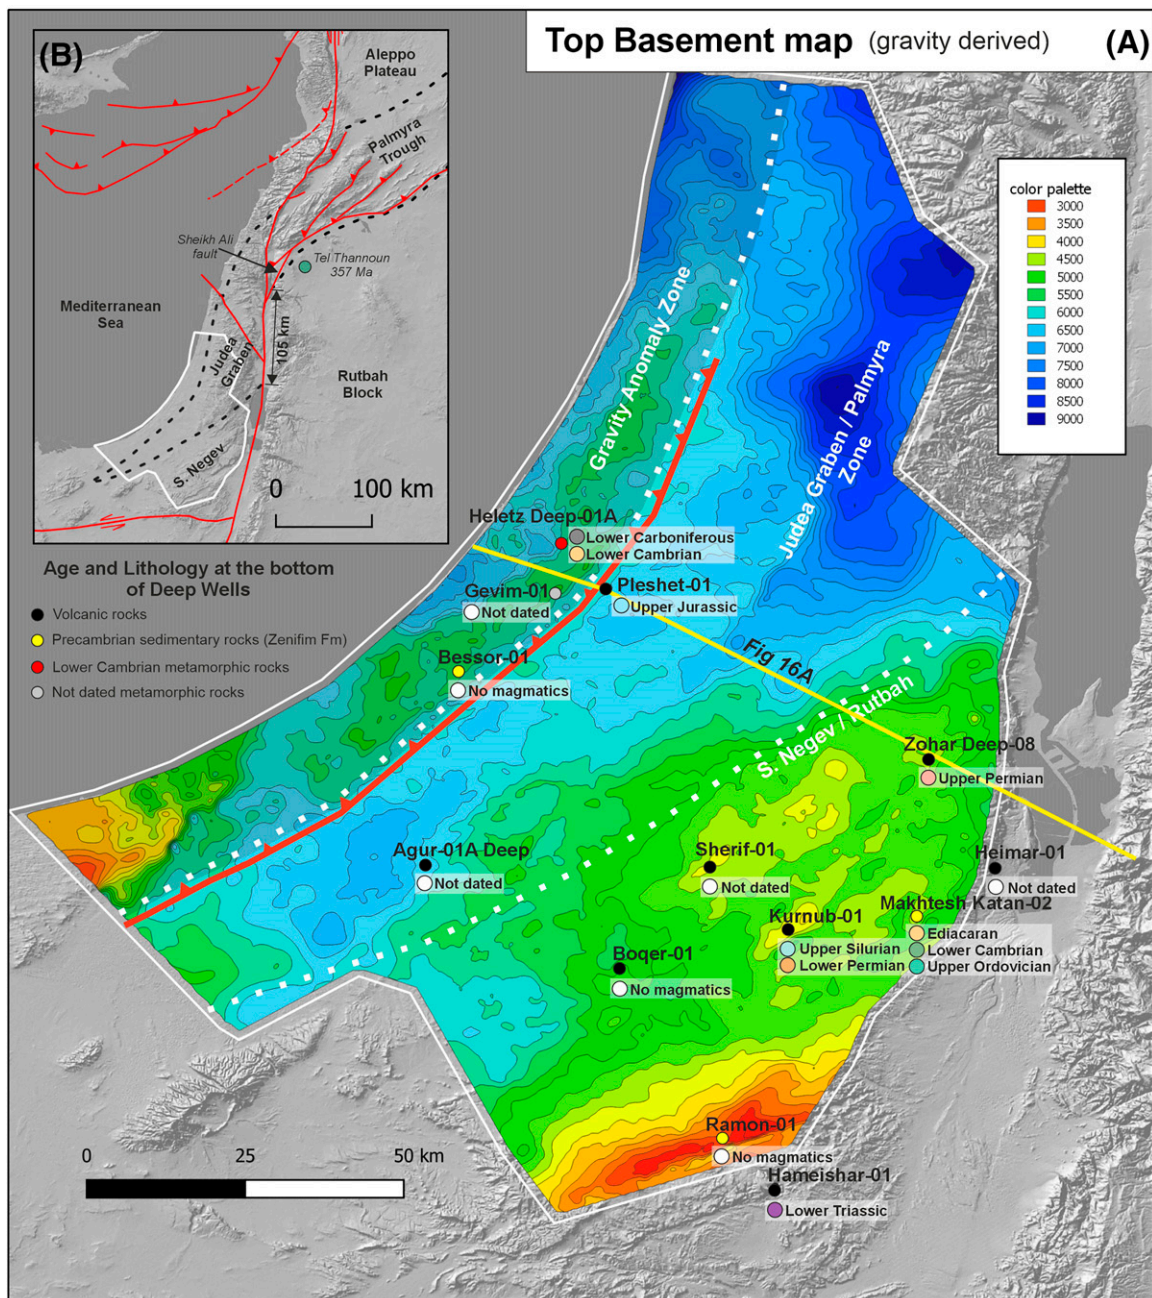 Top Basement map (gravity derived)
(A)
(B)
Aleppo
Plateau
Palmyra
Trough
Sheikh Ali
fault
Tel Thannoun
357 Ma
Mediterranean
Sea
Judea
Graben
105 km
Rutbah
Block
S. Negev
0 100 km
color palette
3000
3500
4000
4500
5000
5500
6000
6500
7000
7500
8000
8500
9000
Gravity Anomaly Zone
Judea Graben / Palmyra
Zone
S. Negev / Rutbah
Fig 16A
Age and Lithology at the bottom
of Deep Wells
Volcanic rocks
Precambrian sedimentary rocks (Zenifim Fm)
Lower Cambrian metamorphic rocks
Not dated metamorphic rocks
Heletz Deep-01A
Lower Carboniferous
Lower Cambrian
Gevim-01
Not dated
Pleshet-01
Upper Jurassic
Bessor-01
No magmatics
Zohar Deep-08
Upper Permian
Agur-01A Deep
Not dated
Sherif-01
Not dated
Heimar-01
Not dated
Kurnub-01
Upper Silurian
Lower Permian
Makhtesh Katan-02
Ediacaran
Lower Cambrian
Upper Ordovician
Boqer-01
No magmatics
Ramon-01
No magmatics
Hameishar-01
Lower Triassic
0 25 50 km